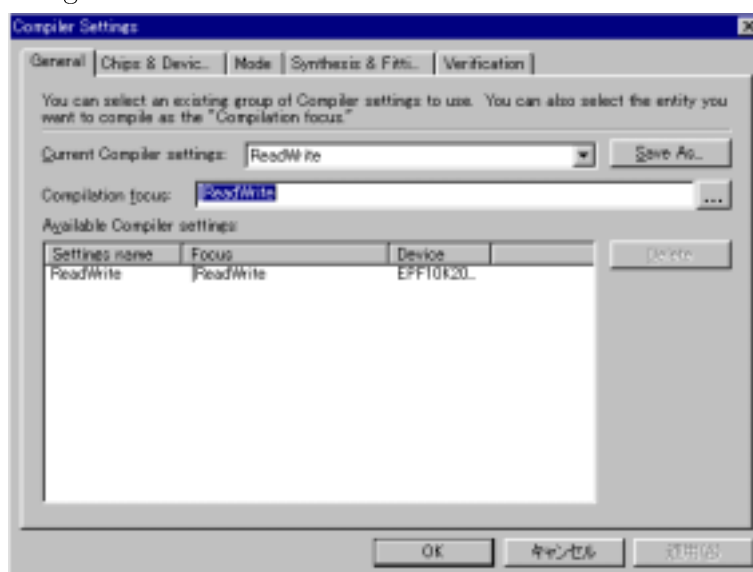 Compiler Settings
General
Chips & Devic...
Mode
Synthesis & Fitti...
Verification
You can select an existing group of Compiler settings to use. You can also select the entity you
want to compile as the "Compilation focus."
Current Compiler settings: ReadWrite Save As...
Compilation focus: |ReadWrite ...
Available Compiler settings:
Settings name Focus Device Delete
ReadWrite |ReadWrite EPF10K20...
OK キャンセル 適用(A)